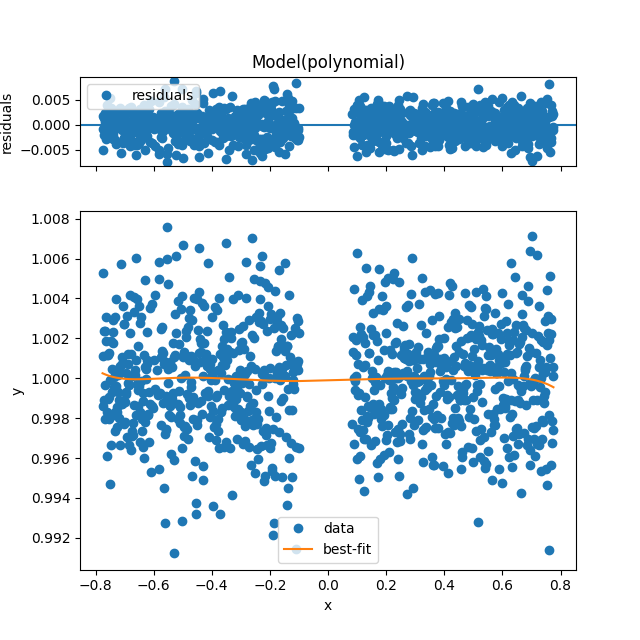 Model(polynomial)
residuals
0.005
0.000
−0.005
residuals
1.008
1.006
1.004
1.002
1.000
0.998
0.996
0.994
0.992
y
data
best-fit
−0.8 −0.6 −0.4 −0.2 0.0 0.2 0.4 0.6 0.8
x